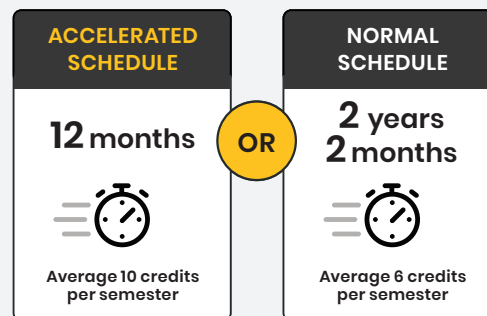 ACCELERATED
SCHEDULE
12 months
Average 10 credits
per semester
OR
NORMAL
SCHEDULE
2 years
2 months
Average 6 credits
per semester